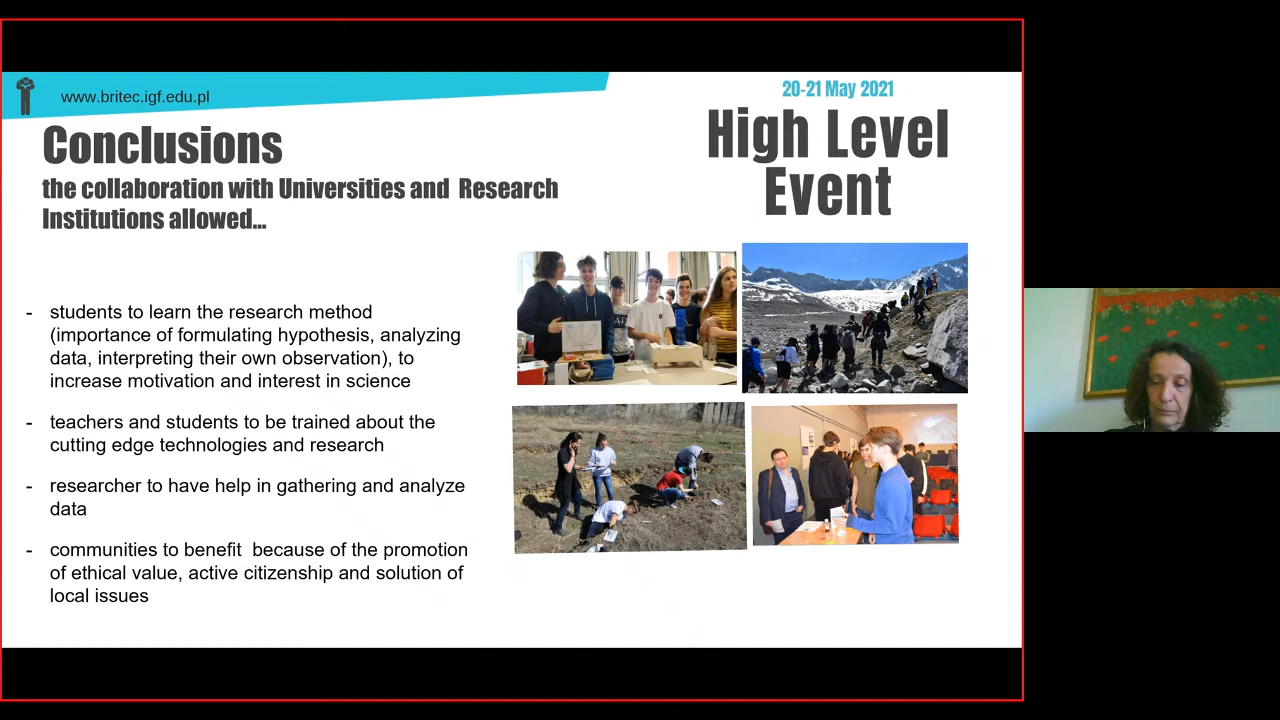 www.britec.igf.edu.pl
20-21 May 2021
High Level
Event
Conclusions
the collaboration with Universities and Research
Institutions allowed...
- students to learn the research method
(importance of formulating hypothesis, analyzing
data, interpreting their own observation), to
increase motivation and interest in science
- teachers and students to be trained about the
cutting edge technologies and research
- researcher to have help in gathering and analyze
data
- communities to benefit because of the promotion
of ethical value, active citizenship and solution of
local issues